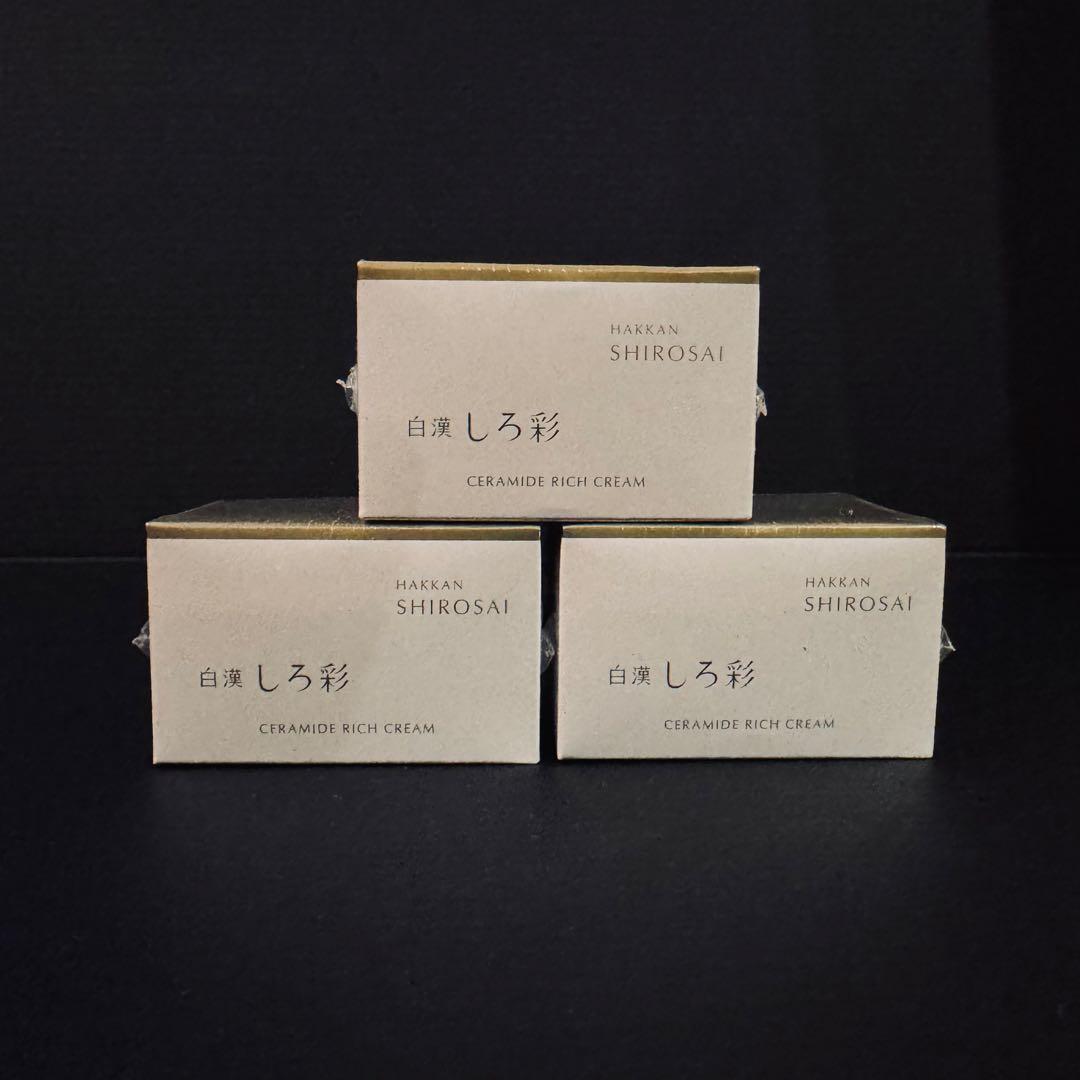 HAKKAN
SHIROSAI
白漢 しろ彩
CERAMIDE RICH CREAM
HAKKAN
SHIROSAI
白漢 しろ彩
CERAMIDE RICH CREAM
HAKKAN
SHIROSAI
白漢 しろ彩
CERAMIDE RICH CREAM